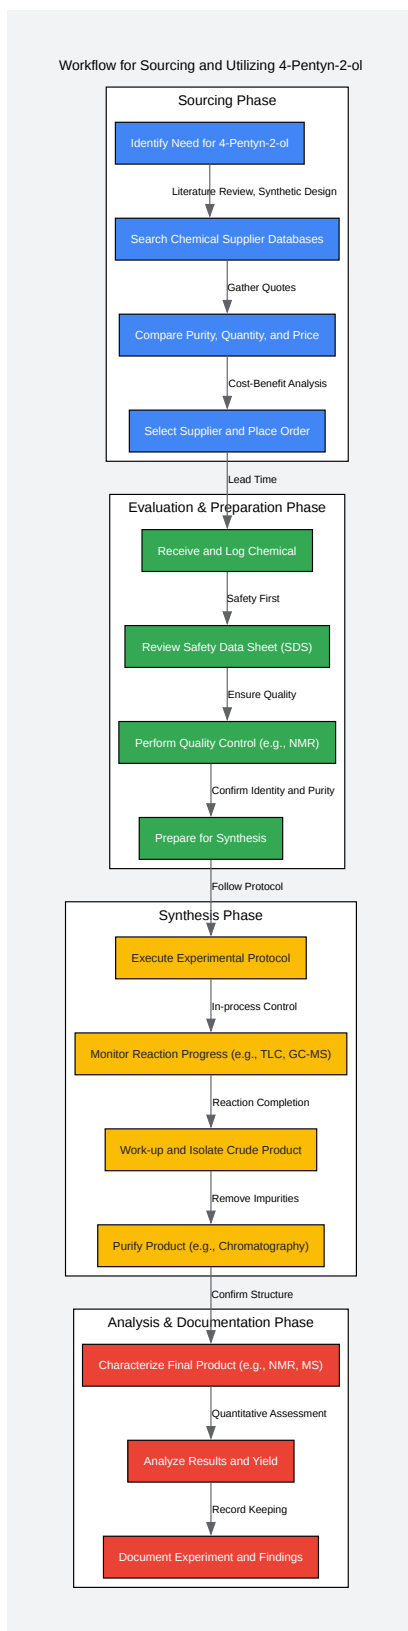 Workflow for Sourcing and Utilizing 4-Pentyn-2-ol
Sourcing Phase
Identify Need for 4-Pentyn-2-ol
Literature Review, Synthetic Design
Search Chemical Supplier Databases
Gather Quotes
Compare Purity, Quantity, and Price
Cost-Benefit Analysis
Select Supplier and Place Order
Lead Time
Evaluation & Preparation Phase
Receive and Log Chemical
Safety First
Review Safety Data Sheet (SDS)
Ensure Quality
Perform Quality Control (e.g., NMR)
Confirm Identity and Purity
Prepare for Synthesis
Follow Protocol
Synthesis Phase
Execute Experimental Protocol
In-process Control
Monitor Reaction Progress (e.g., TLC, GC-MS)
Reaction Completion
Work-up and Isolate Crude Product
Remove Impurities
Purify Product (e.g., Chromatography)
Confirm Structure
Analysis & Documentation Phase
Characterize Final Product (e.g., NMR, MS)
Quantitative Assessment
Analyze Results and Yield
Record Keeping
Document Experiment and Findings